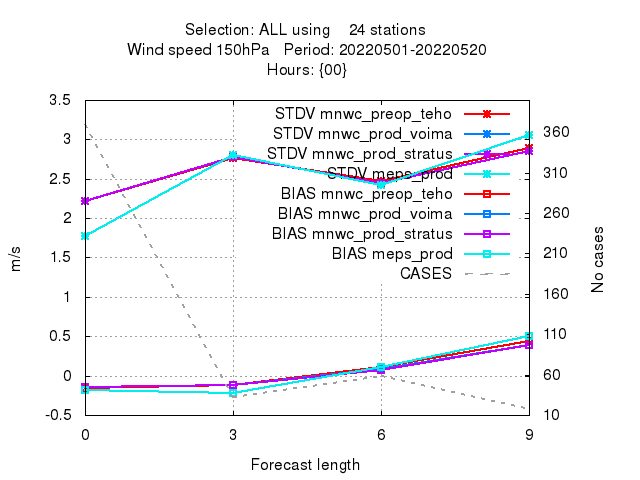 Selection: ALL using 24 stations
Wind speed 150hPa Period: 20220501-20220520
Hours: {00}
3.5
3
2.5
2
1.5
1
0.5
0
-0.5
m/s
STDV mnwc_preop_teho
STDV mnwc_prod_voima
STDV mnwc_prod_stratus
STDV meps_prod
BIAS mnwc_preop_teho
BIAS mnwc_prod_voima
BIAS mnwc_prod_stratus
BIAS meps_prod
CASES
360
310
260
210
160
110
60
10
No cases
0 3 6 9
Forecast length